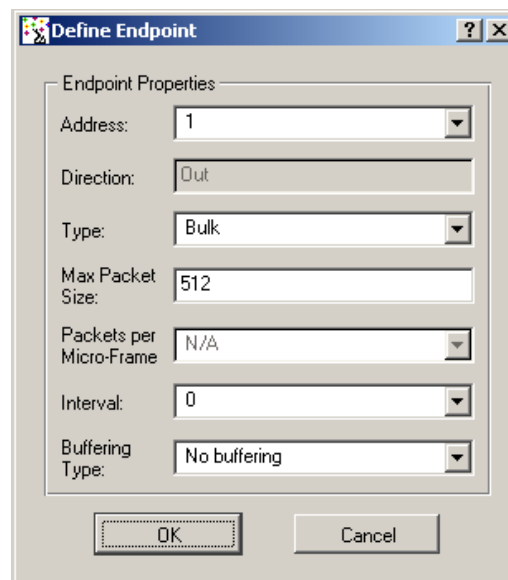 Define Endpoint
Endpoint Properties
Address: 1
Direction: Out
Type: Bulk
Max Packet
Size: 512
Packets per
Micro-Frame N/A
Interval: 0
Buffering
Type: No buffering
OK Cancel